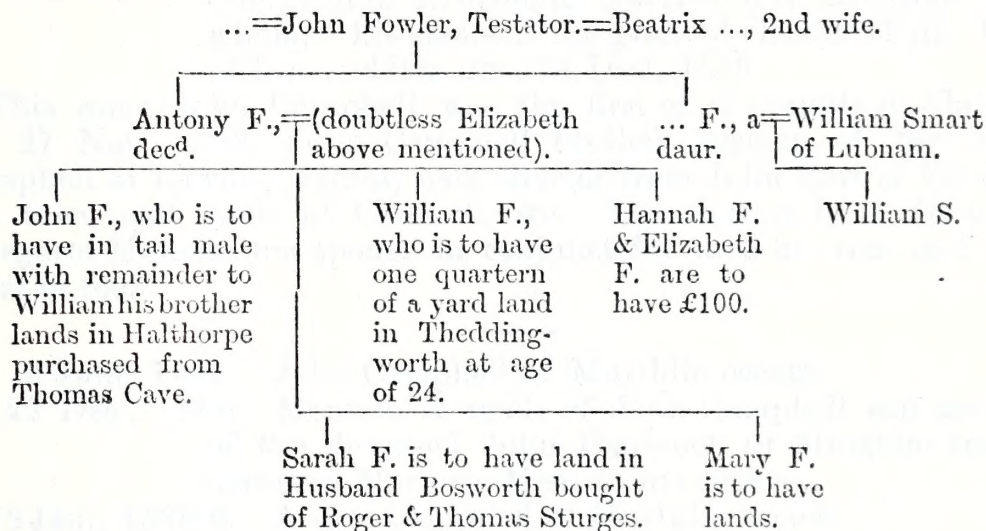 ...=John Fowler, Testator.=Beatrix ..., 2nd wife.
Antony F.,=(doubtless Elizabeth above mentioned).
dec^d.
... F., a=William Smart
daur. of Lubnam.
John F., who is to
have in tail male
with remainder to
William his brother
lands in Halthorpe
purchased from
Thomas Cave.
William F.,
who is to have
one quartern
of a yard land
in Thedding-
worth at age
of 24.
Hannah F.
& Elizabeth
F. are to
have £100.
William S.
Sarah F. is to have land in
Husband Bosworth bought
of Roger & Thomas Sturges.
Mary F.
is to have
lands.